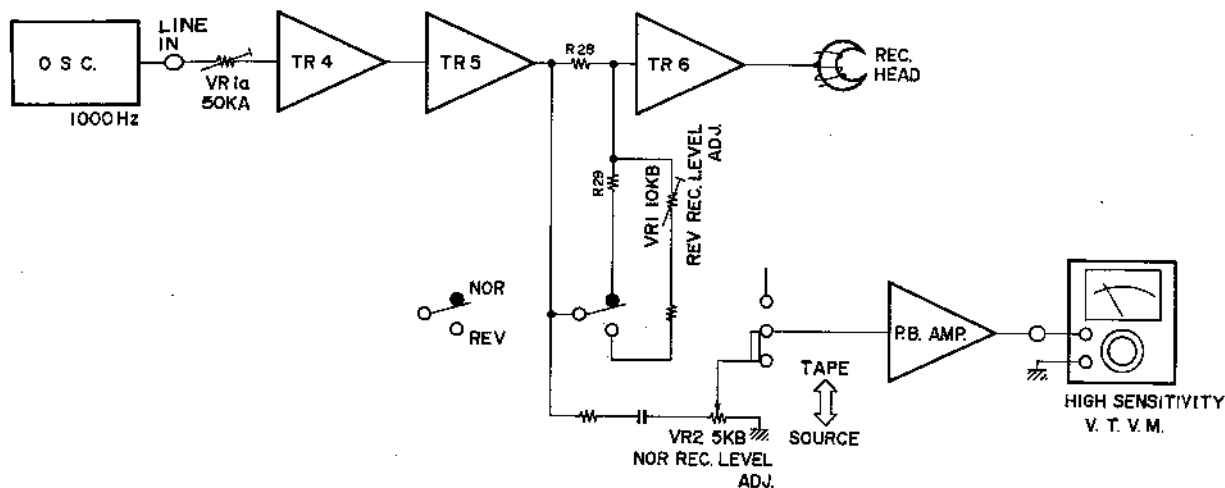 O S C.
1000Hz
LINE
IN
VR1a
50KA
TR 4
TR 5
R28
TR 6
REC.
HEAD
R29
VR1 10KB
REV REC. LEVEL
ADJ.
NOR
REV
TAPE
SOURCE
VR2 5KB
NOR REC. LEVEL
ADJ.
P.B. AMP.
HIGH SENSITIVITY
V. T. V. M.